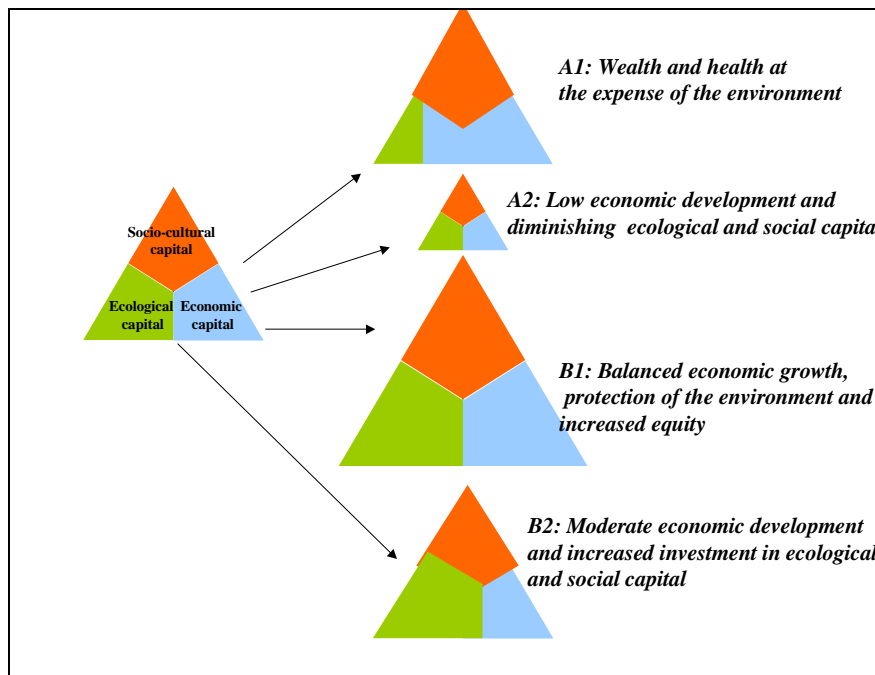 A1: Wealth and health at
the expense of the environment
A2: Low economic development and
diminishing ecological and social capita
Socio-cultural
capital
Ecological
capital
Economic
capital
B1: Balanced economic growth,
protection of the environment and
increased equity
B2: Moderate economic development
and increased investment in ecological
and social capital